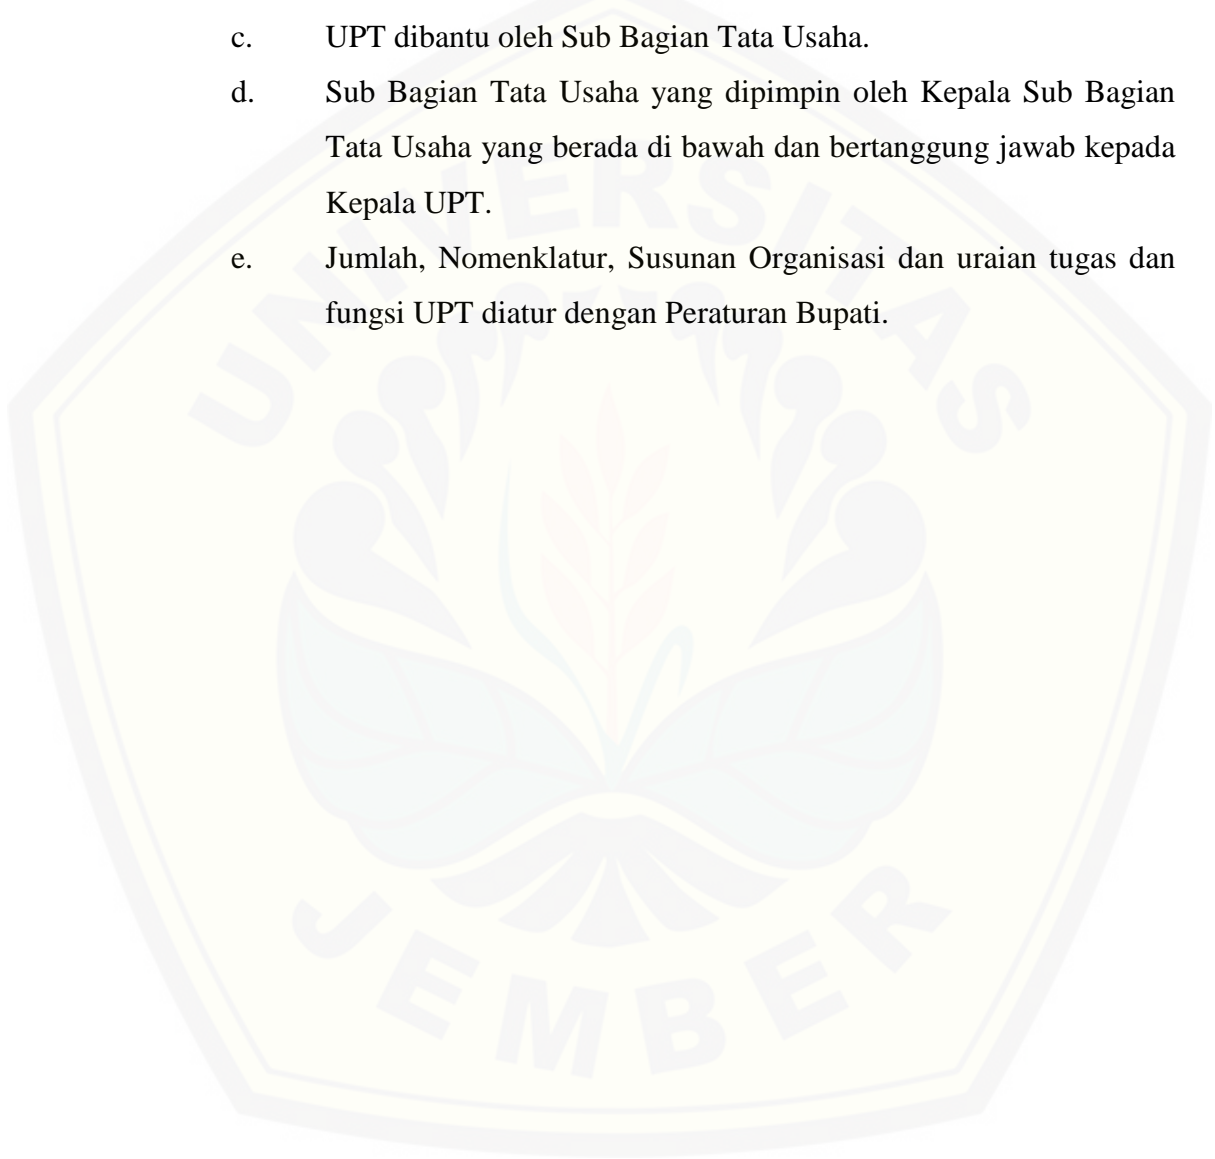 c. UPT dibantu oleh Sub Bagian Tata Usaha.
d. Sub Bagian Tata Usaha yang dipimpin oleh Kepala Sub Bagian
Tata Usaha yang berada di bawah dan bertanggung jawab kepada
Kepala UPT.
e. Jumlah, Nomenklatur, Susunan Organisasi dan uraian tugas dan
fungsi UPT diatur dengan Peraturan Bupati.
UNIVERSITAS
JEMBER